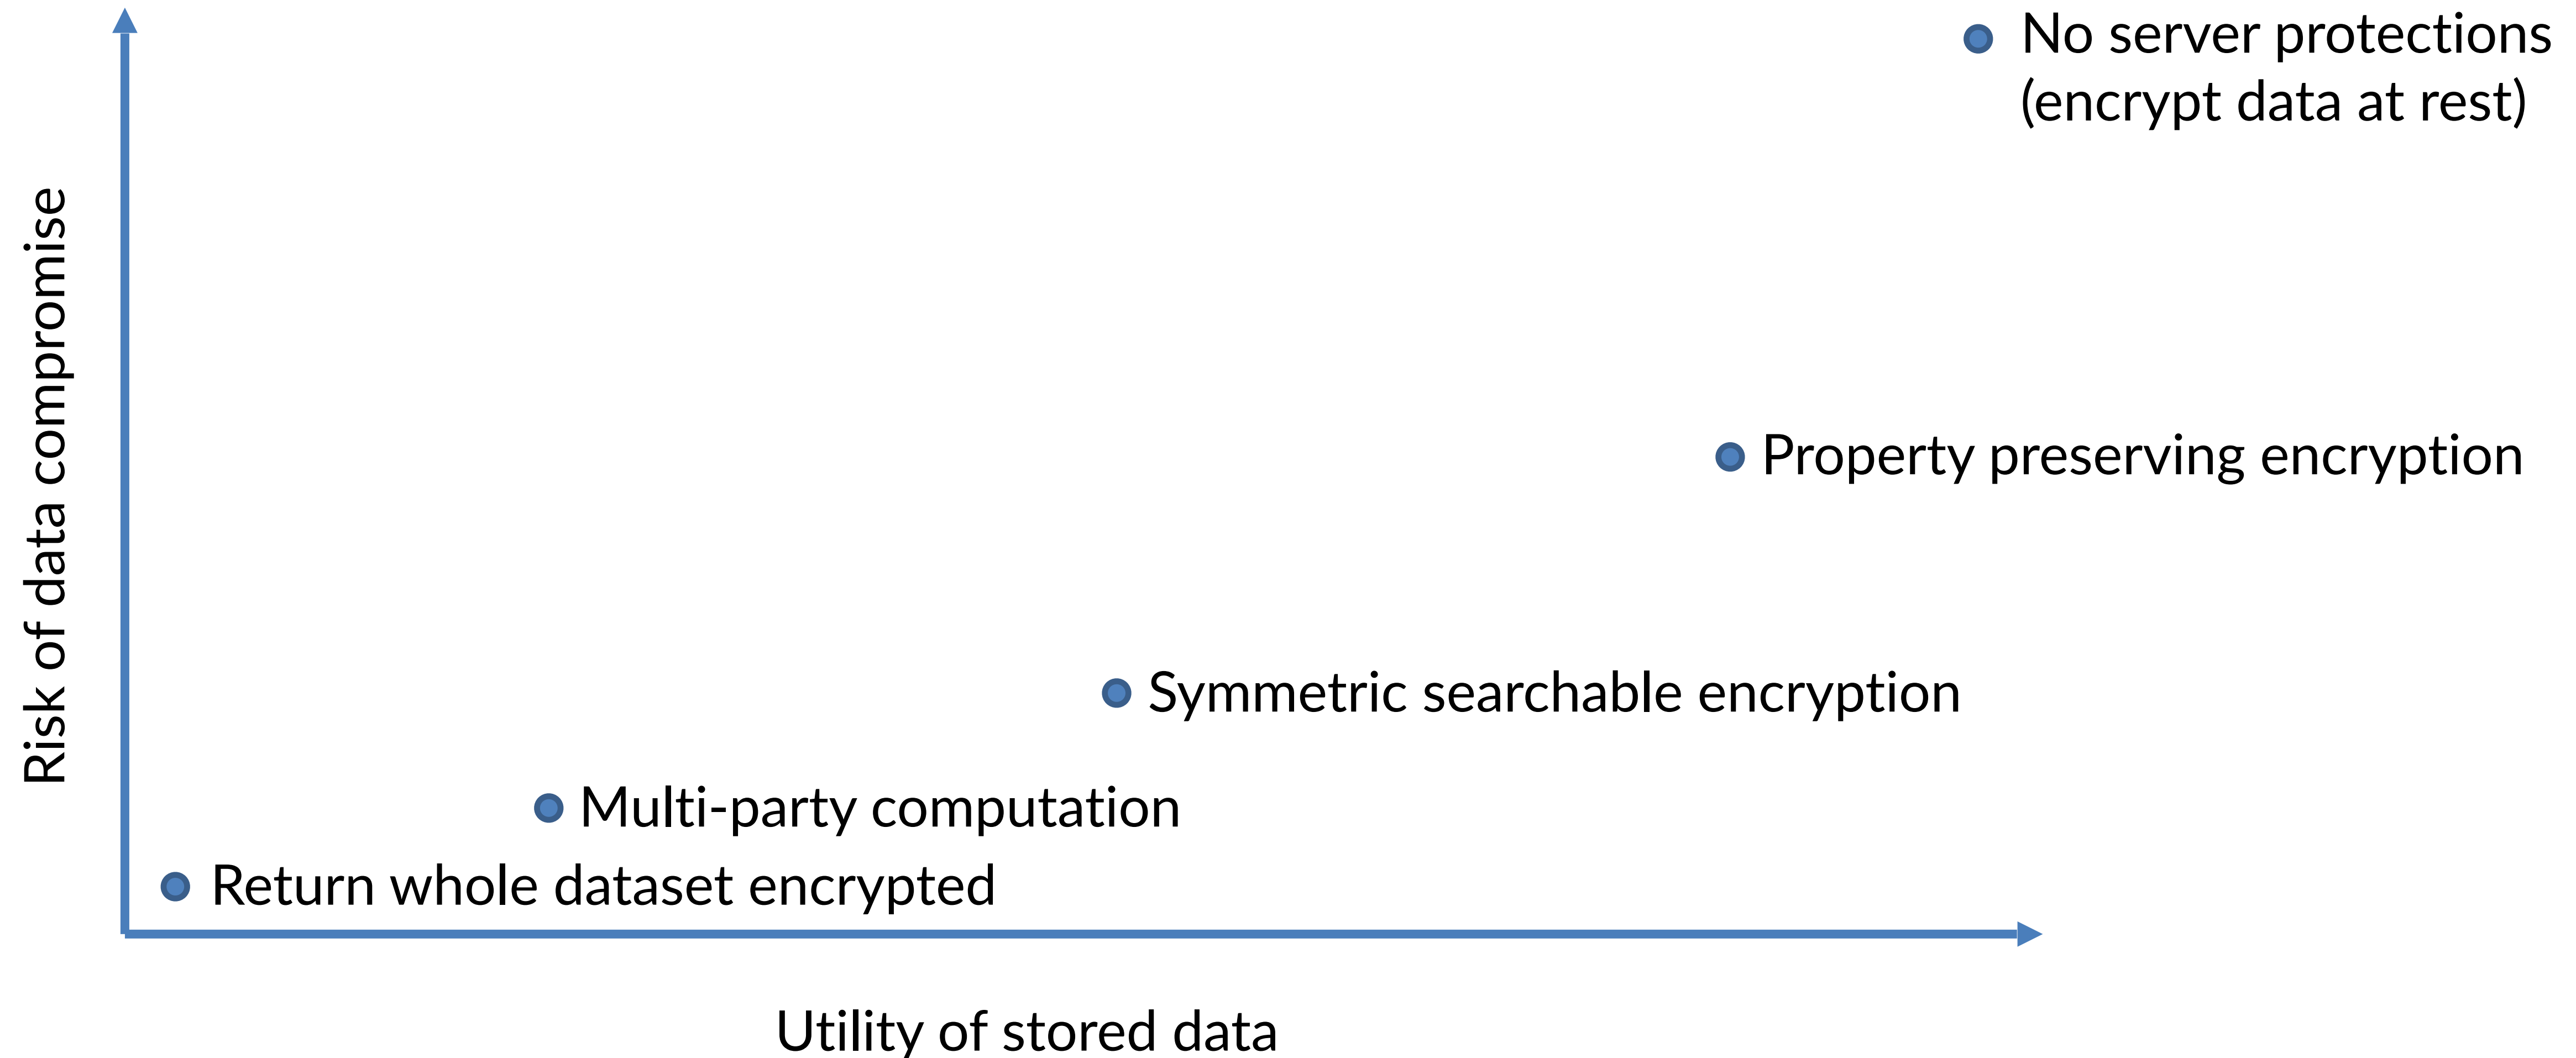 No server protections
(encrypt data at rest)
Risk of data compromise
Property preserving encryption
Symmetric searchable encryption
Multi-party computation
Return whole dataset encrypted
Utility of stored data